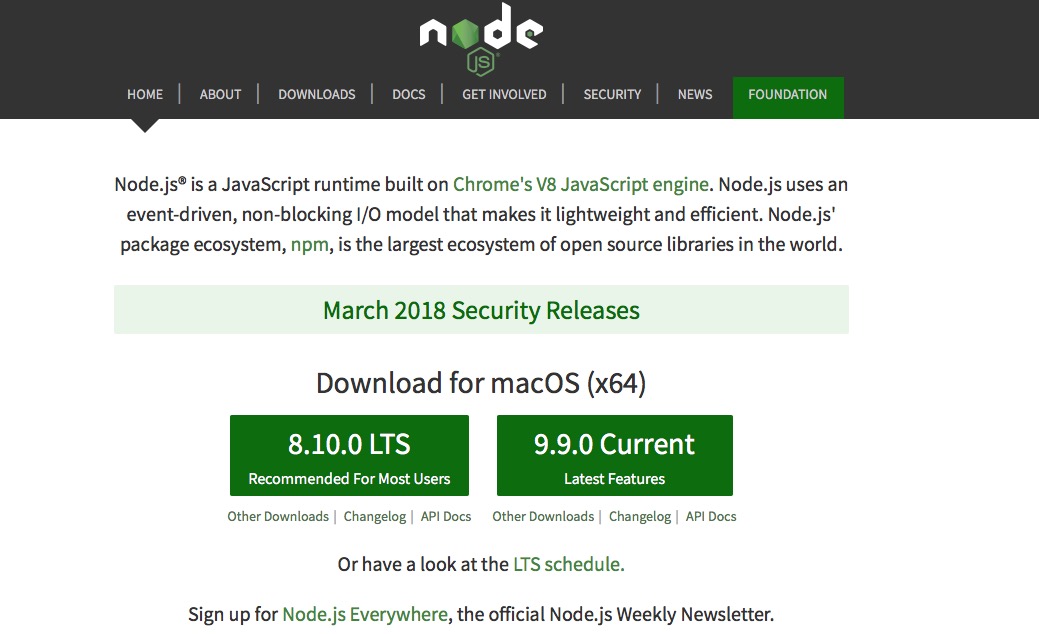 node
JS
HOME | ABOUT | DOWNLOADS | DOCS | GET INVOLVED | SECURITY | NEWS FOUNDATION
Node.js® is a JavaScript runtime built on Chrome's V8 JavaScript engine. Node.js uses an
event-driven, non-blocking I/O model that makes it lightweight and efficient. Node.js'
package ecosystem, npm, is the largest ecosystem of open source libraries in the world.
March 2018 Security Releases
Download for macOS (x64)
8.10.0 LTS
Recommended For Most Users
9.9.0 Current
Latest Features
Other Downloads | Changelog | API Docs
Other Downloads | Changelog | API Docs
Or have a look at the LTS schedule.
Sign up for Node.js Everywhere, the official Node.js Weekly Newsletter.